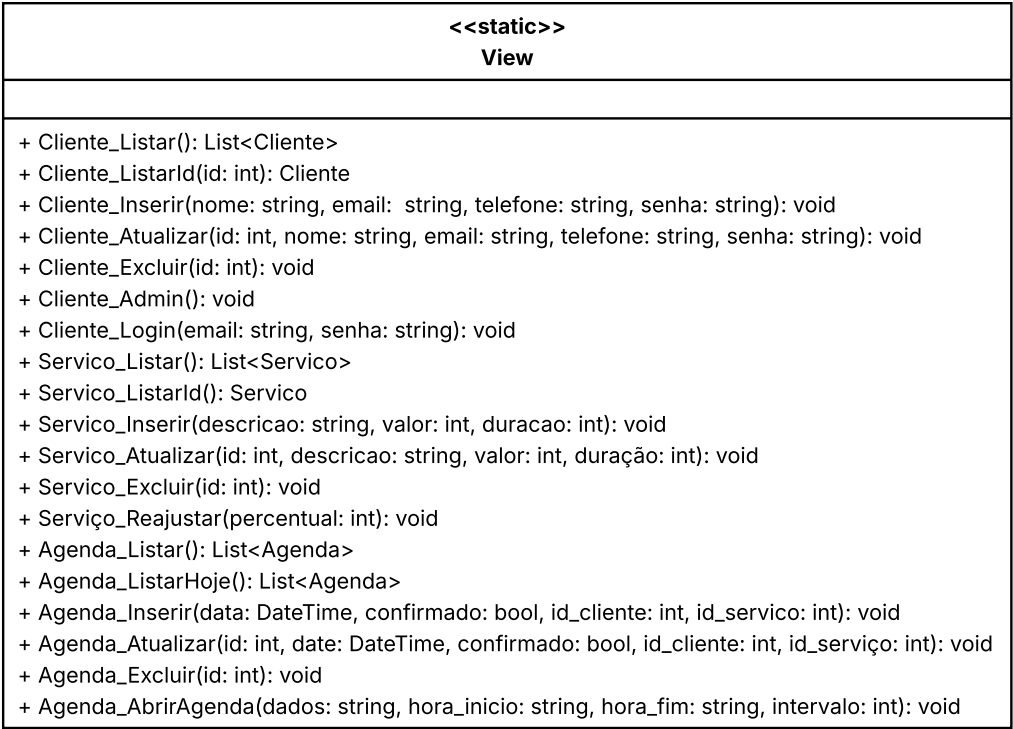 <<static>>
View
+ Cliente_Listar(): List<Cliente>
+ Cliente_ListarId(id: int): Cliente
+ Cliente_Inserir(nome: string, email:  string, telefone: string, senha: string): void
+ Cliente_Atualizar(id: int, nome: string, email: string, telefone: string, senha: string): void
+ Cliente_Excluir(id: int): void
+ Cliente_Admin(): void
+ Cliente_Login(email: string, senha: string): void
+ Servico_Listar(): List<Servico>
+ Servico_ListarId(): Servico
+ Servico_Inserir(descricao: string, valor: int, duracao: int): void
+ Servico_Atualizar(id: int, descricao: string, valor: int, duração: int): void
+ Servico_Excluir(id: int): void
+ Serviço_Reajustar(percentual: int): void
+ Agenda_Listar(): List<Agenda>
+ Agenda_ListarHoje(): List<Agenda>
+ Agenda_Inserir(data: DateTime, confirmado: bool, id_cliente: int, id_servico: int): void
+ Agenda_Atualizar(id: int, date: DateTime, confirmado: bool, id_cliente: int, id_serviço: int): void
+ Agenda_Excluir(id: int): void
+ Agenda_AbrirAgenda(dados: string, hora_inicio: string, hora_fim: string, intervalo: int): void